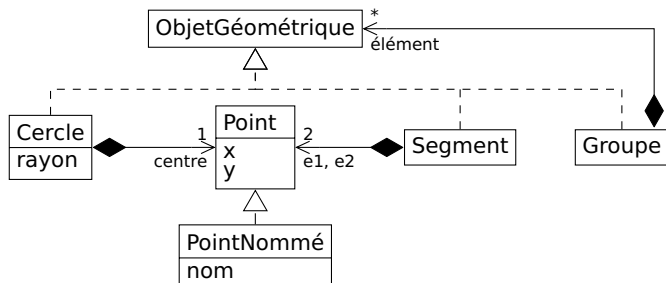 ObjetGéométrique
*
élément
Cercle
rayon
1
centre
Point
x
y
2
e1, e2
Segment
Groupe
PointNommé
nom